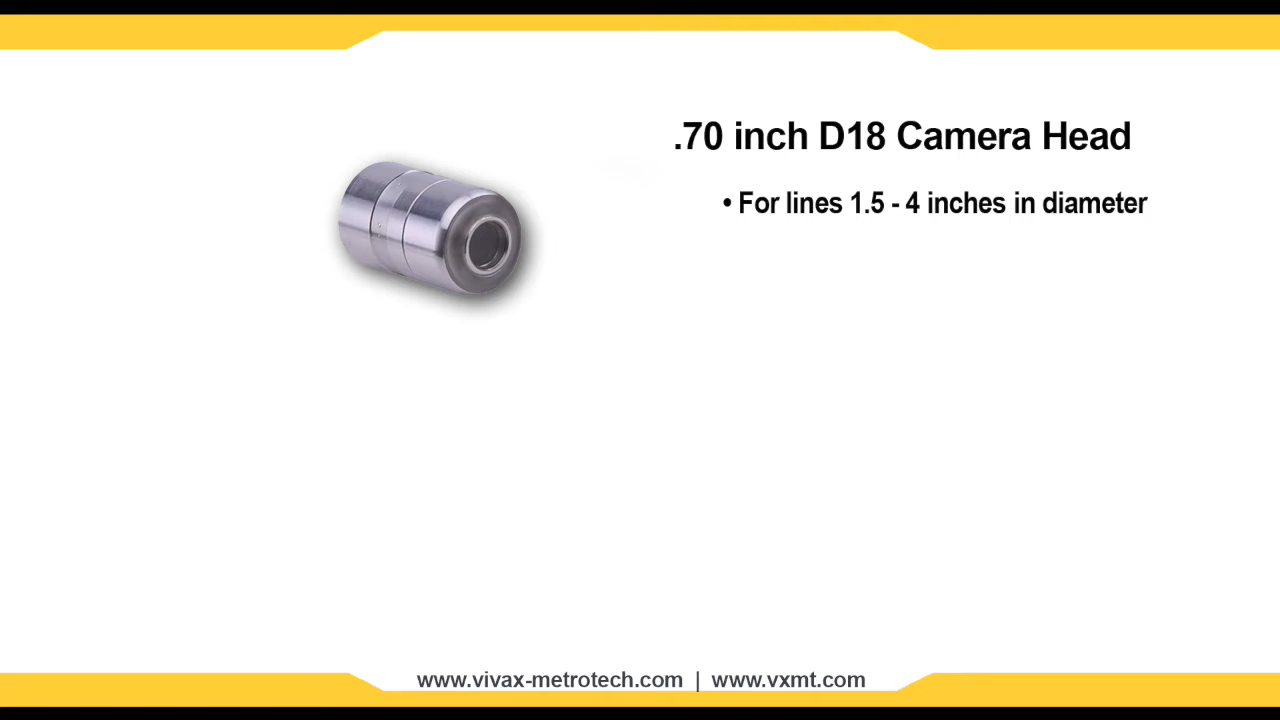 .70 inch D18 Camera Head
• For lines 1.5 - 4 inches in diameter
www.vivax-metrotech.com | www.vxmt.com